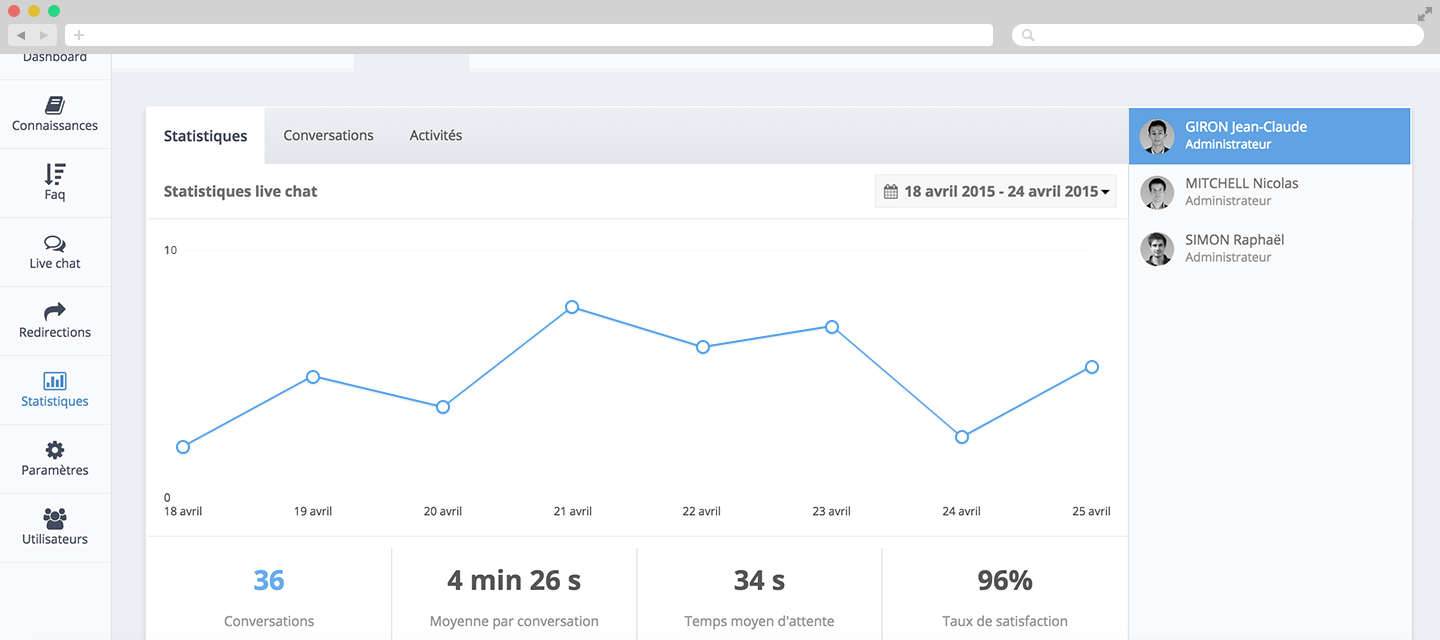 Dashboard
Connaissances
Faq
Live chat
Redirections
Statistiques
Paramètres
Utilisateurs
Statistiques
Conversations
Activités
Statistiques live chat
18 avril 2015 - 24 avril 2015
10
0
18 avril
19 avril
20 avril
21 avril
22 avril
23 avril
24 avril
25 avril
36
Conversations
4 min 26 s
Moyenne par conversation
34 s
Temps moyen d'attente
96%
Taux de satisfaction
GIRON Jean-Claude
Administrateur
MITCHELL Nicolas
Administrateur
SIMON Raphaël
Administrateur